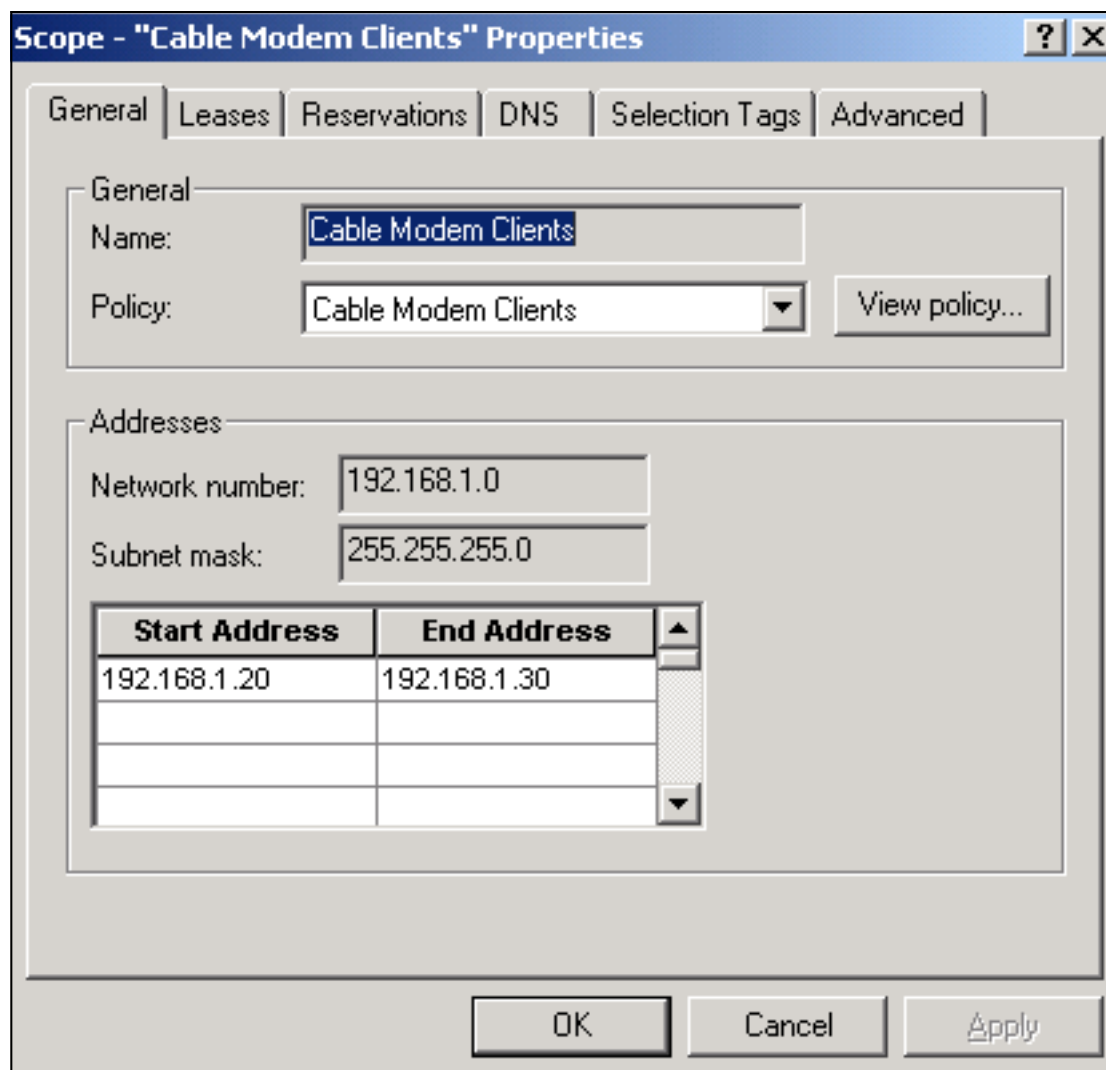 Scope - "Cable Modem Clients" Properties
General Leases Reservations DNS Selection Tags Advanced
General
Name: Cable Modem Clients
Policy: Cable Modem Clients View policy...
Addresses
Network number: 192.168.1.0
Subnet mask: 255.255.255.0
Start Address End Address
192.168.1.20 192.168.1.30
OK Cancel Apply